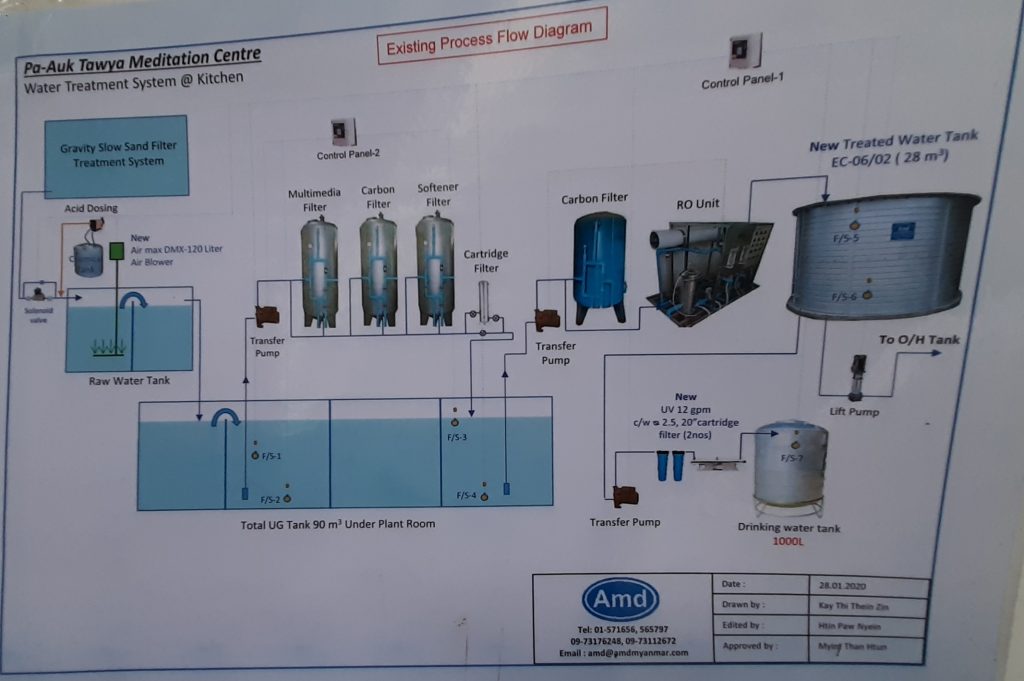 Existing Process Flow Diagram
Pa-Auk Tawya Meditation Centre
Water Treatment System @ Kitchen
Control Panel-1
Control Panel-2
Gravity Slow Sand Filter
Treatment System
New Treated Water Tank
EC-06/02 ( 28 m³)
Acid Dosing
New
Air max DMX-120 Liter
Air Blower
Solenoid
valve
Raw Water Tank
Multimedia
Filter
Carbon
Filter
Softener
Filter
Cartridge
Filter
Transfer
Pump
Carbon Filter
Transfer
Pump
RO Unit
Amd
F/S-5
F/S-6
To O/H Tank
Lift Pump
F/S-1
F/S-2
F/S-3
F/S-4
Total UG Tank 90 m³ Under Plant Room
New
UV 12 gpm
c/w 2.5, 20"cartridge
filter (2nos)
Transfer Pump
F/S-7
Drinking water tank
1000L
Amd
Tel: 01-571656, 565797
09-73176248, 09-73112672
Email : amd@amdmyanmar.com
Date : 28.01.2020
Drawn by : Kay Thi Thein Zin
Edited by : Htin Paw Nyein
Approved by : Myint Than Htun